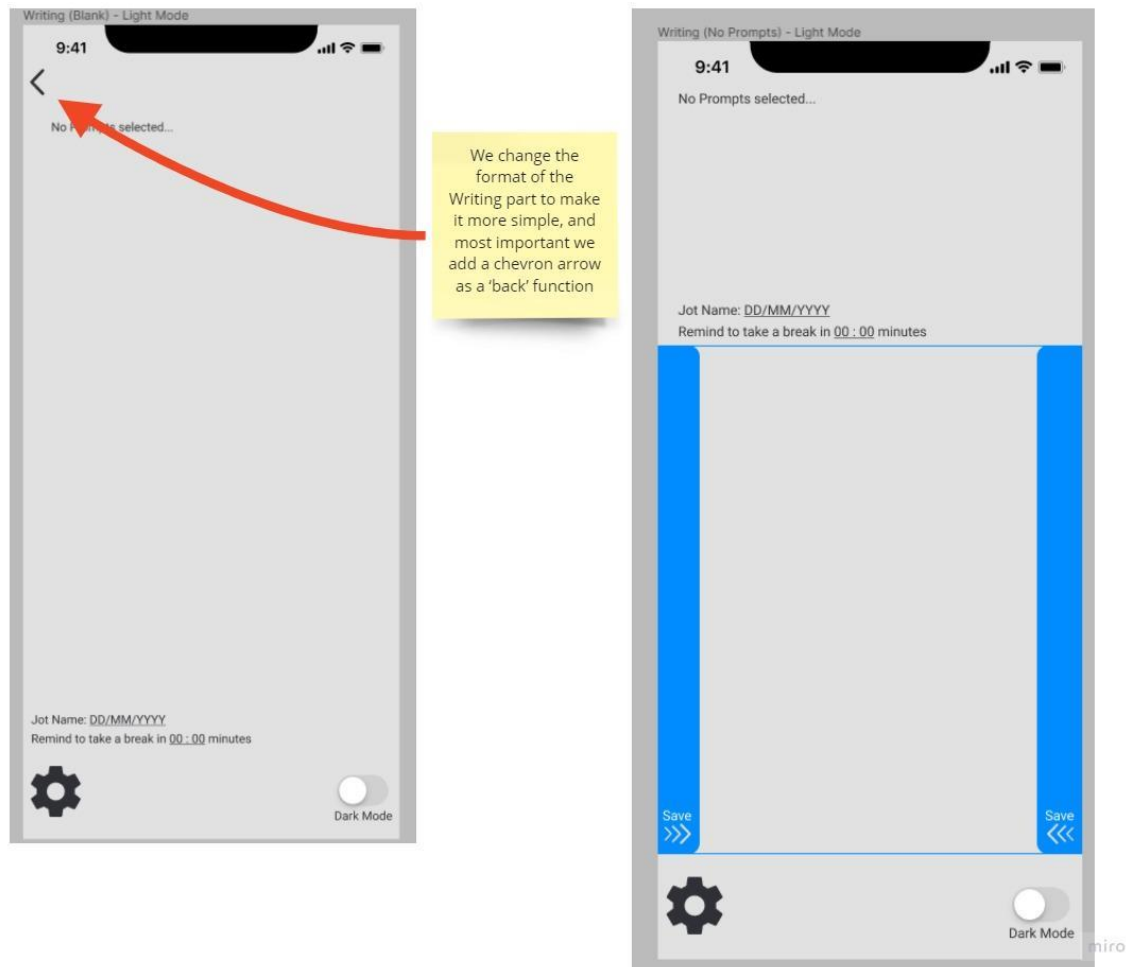 Writing (Blank) - Light Mode
9:41
No Prompts selected...
Jot Name: DD/MM/YYYY
Remind to take a break in 00 : 00 minutes
Dark Mode
We change the
format of the
Writing part to make
it more simple, and
most important we
add a chevron arrow
as a 'back' function
Writing (No Prompts) - Light Mode
9:41
No Prompts selected...
Jot Name: DD/MM/YYYY
Remind to take a break in 00 : 00 minutes
Save
Save
Dark Mode
miro